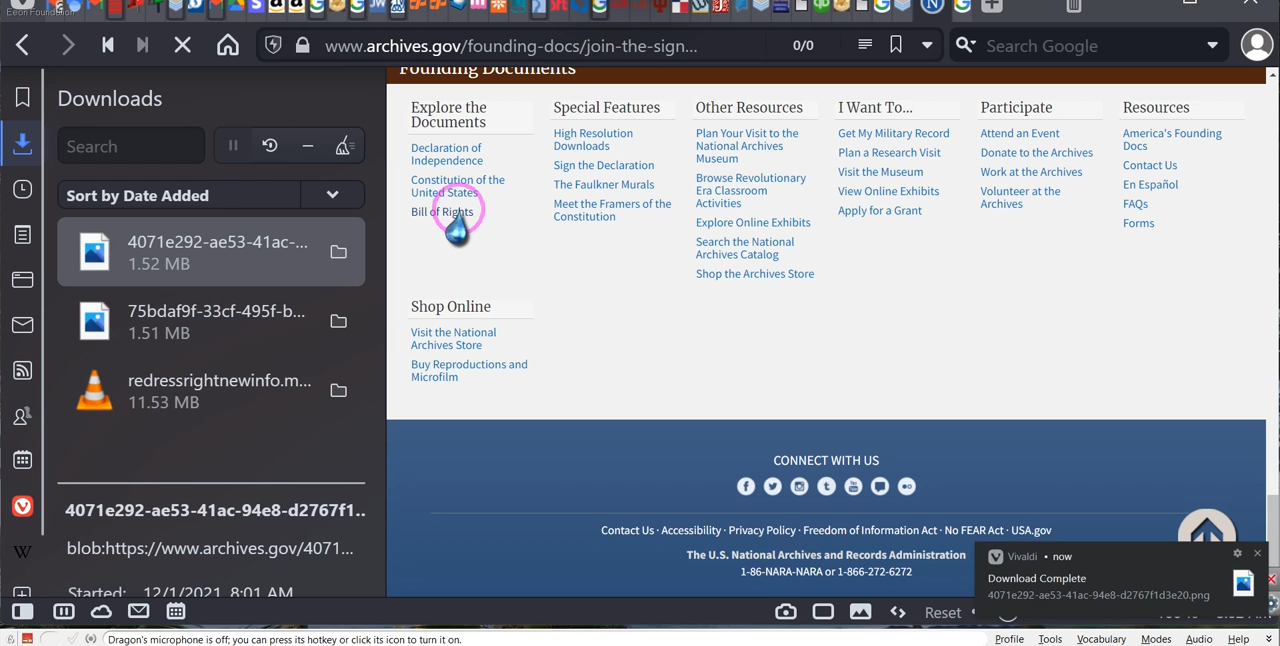 Eeon Foundation
www.archives.gov/founding-docs/join-the-sign...
0/0
Search Google
Downloads
Search
Sort by Date Added
4071e292-ae53-41ac-...
1.52 MB
75bdaf9f-33cf-495f-b...
1.51 MB
redressrightnewinfo.m...
11.53 MB
4071e292-ae53-41ac-94e8-d2767f1..
blob:https://www.archives.gov/4071...
Started: 12/1/2021, 8:01 AM
Founding Documents
Explore the
Documents
Declaration of
Independence
Constitution of the
United States
Bill of Rights
Special Features
High Resolution
Downloads
Sign the Declaration
The Faulkner Murals
Meet the Framers of the
Constitution
Other Resources
Plan Your Visit to the
National Archives
Museum
Browse Revolutionary
Era Classroom
Activities
Explore Online Exhibits
Search the National
Archives Catalog
Shop the Archives Store
I Want To...
Get My Military Record
Plan a Research Visit
Visit the Museum
View Online Exhibits
Apply for a Grant
Participate
Attend an Event
Donate to the Archives
Work at the Archives
Volunteer at the
Archives
Resources
America's Founding
Docs
Contact Us
En Español
FAQs
Forms
Shop Online
Visit the National
Archives Store
Buy Reproductions and
Microfilm
CONNECT WITH US
Contact Us · Accessibility · Privacy Policy · Freedom of Information Act · No FEAR Act · USA.gov
The U.S. National Archives and Records Administration
1-86-NARA-NARA or 1-866-272-6272
Vivaldi • now
Download Complete
4071e292-ae53-41ac-94e8-d2767f1d3e20.png
Reset
Dragon's microphone is off; you can press its hotkey or click its icon to turn it on.
Profile Tools Vocabulary Modes Audio Help